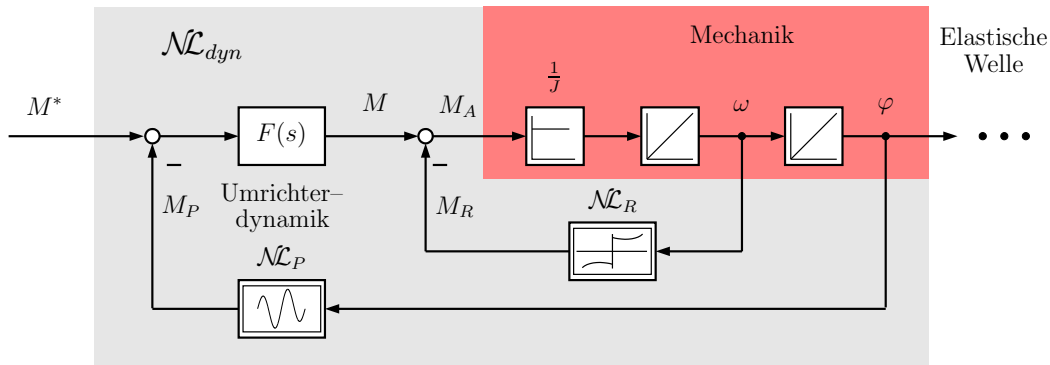 𝒩ℒ_dyn
Mechanik
Elastische
Welle
1/J
M*
M
M_A
ω
φ
F(s)
–
–
Umrichter–
dynamik
M_P
M_R
𝒩ℒ_R
𝒩ℒ_P